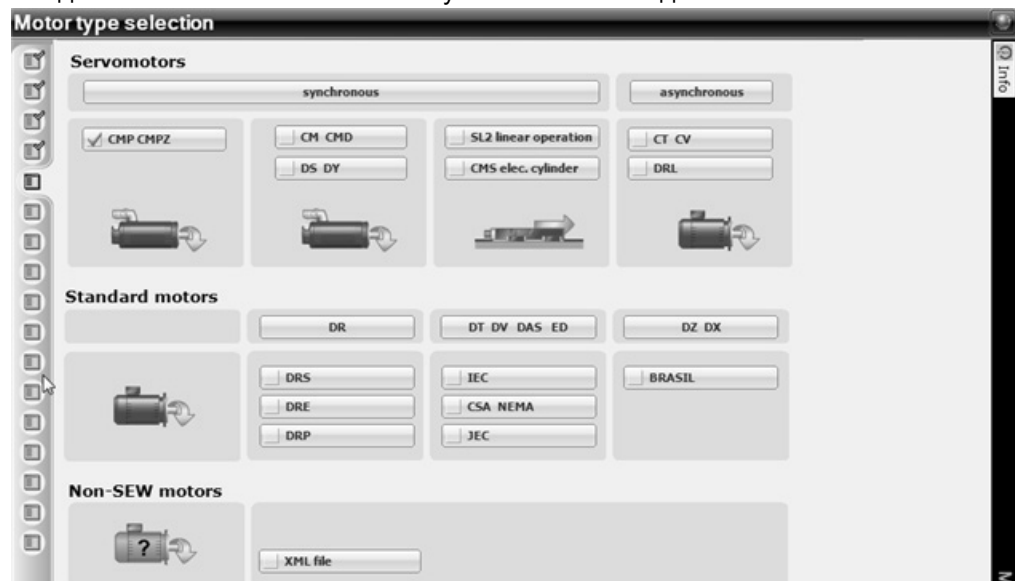 Motor type selection
Info
Servomotors
synchronous
asynchronous
CMP CMPZ
CM CMD
SL2 linear operation
CT CV
DS DY
CMS elec. cylinder
DRL
Standard motors
DR
DT DV DAS ED
DZ DX
DRS
IEC
BRASIL
DRE
CSA NEMA
DRP
JEC
Non-SEW motors
?
XML file